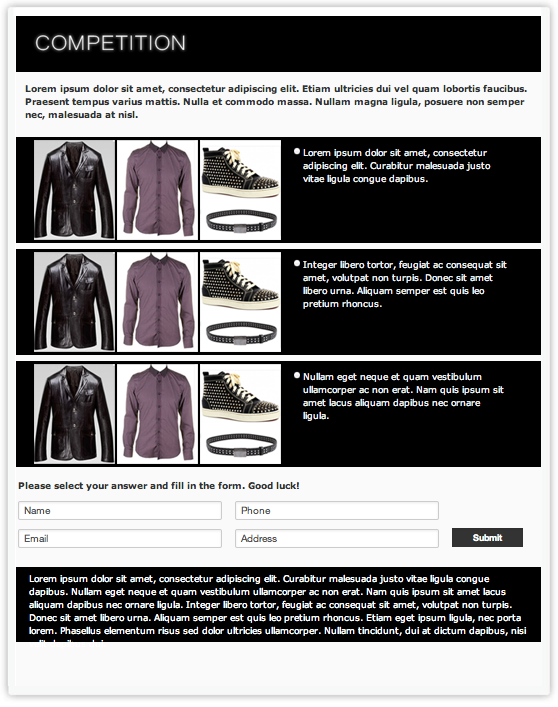 COMPETITION
Lorem ipsum dolor sit amet, consectetur adipiscing elit. Etiam ultricies dui vel quam lobortis faucibus.
Praesent tempus varius mattis. Nulla et commodo massa. Nullam magna ligula, posuere non semper
nec, malesuada at nisl.
Lorem ipsum dolor sit amet, consectetur
adipiscing elit. Curabitur malesuada justo
vitae ligula congue dapibus.
Integer libero tortor, feugiat ac consequat sit
amet, volutpat non turpis. Donec sit amet
libero urna. Aliquam semper est quis leo
pretium rhoncus.
Nullam eget neque et quam vestibulum
ullamcorper ac non erat. Nam quis ipsum sit
amet lacus aliquam dapibus nec ornare
ligula.
Please select your answer and fill in the form. Good luck!
Name
Phone
Email
Address
Submit
Lorem ipsum dolor sit amet, consectetur adipiscing elit. Curabitur malesuada justo vitae ligula congue
dapibus. Nullam eget neque et quam vestibulum ullamcorper ac non erat. Nam quis ipsum sit amet lacus
aliquam dapibus nec ornare ligula. Integer libero tortor, feugiat ac consequat sit amet, volutpat non turpis.
Donec sit amet libero urna. Aliquam semper est quis leo pretium rhoncus. Etiam eget ipsum ligula, nec porta
lorem. Phasellus elementum risus sed dolor ultricies ullamcorper. Nullam tincidunt, dui at dictum dapibus, nisi